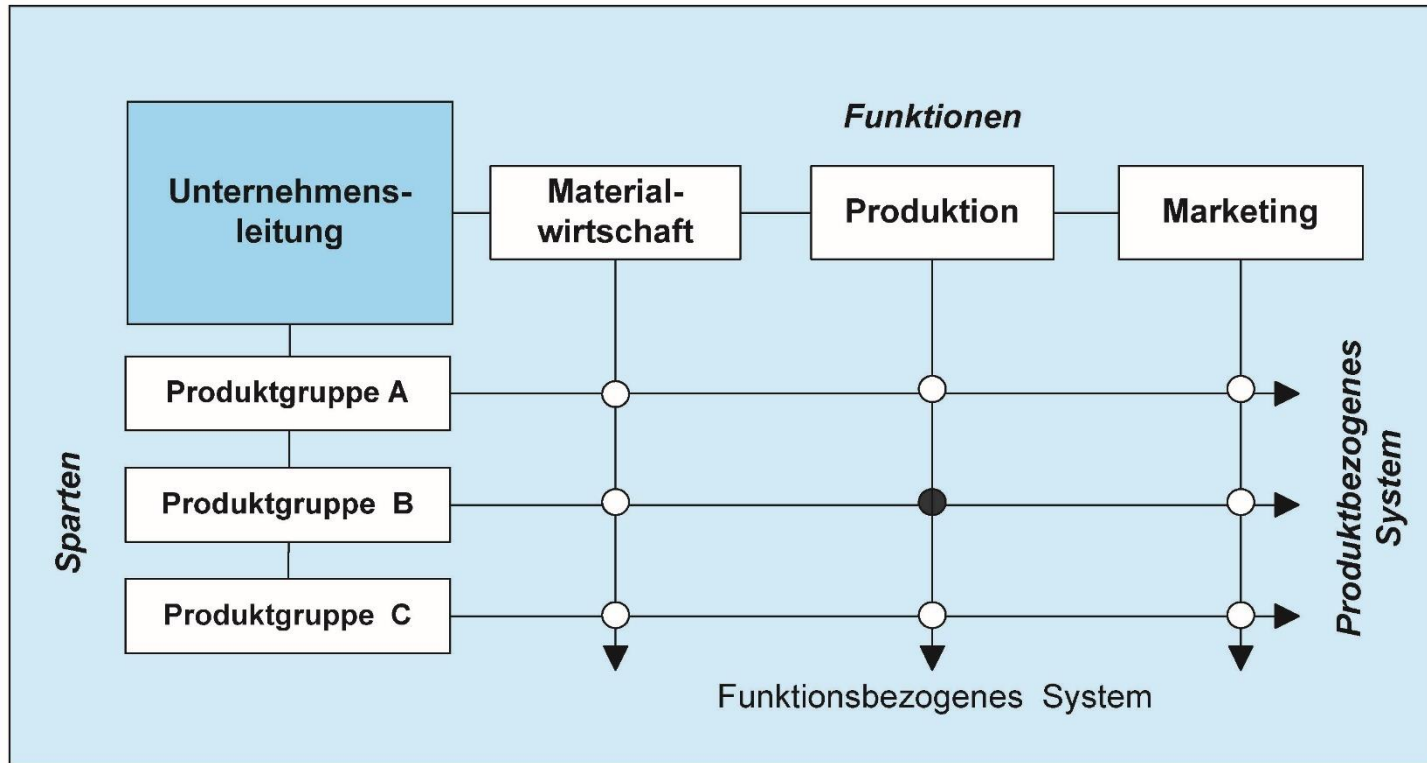 Funktionen
Unternehmens-
leitung
Material-
wirtschaft
Produktion
Marketing
Sparten
Produktgruppe A
Produktgruppe B
Produktgruppe C
Produktbezogenes
System
Funktionsbezogenes System